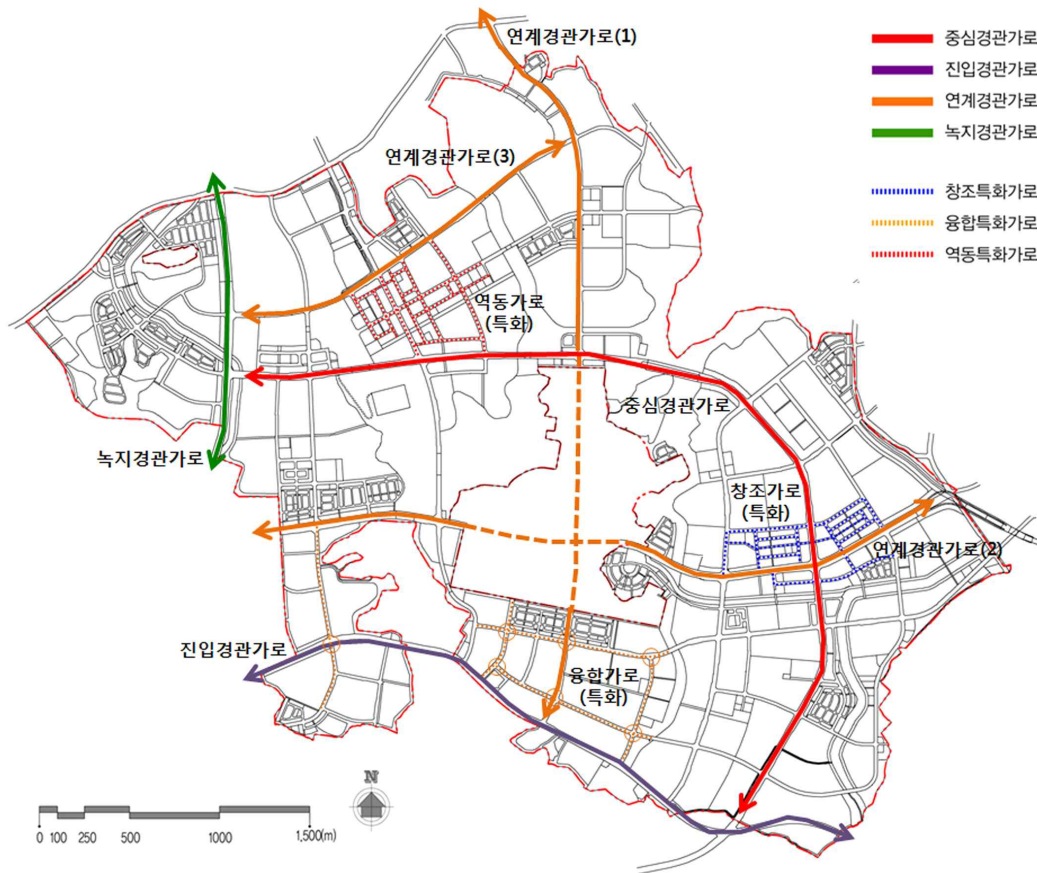 연계경관가로(1)
중심경관가로
진입경관가로
연계경관가로
녹지경관가로
연계경관가로(3)
창조특화가로
융합특화가로
역동특화가로
역동가로
(특화)
중심경관가로
녹지경관가로
창조가로
(특화)
연계경관가로(2)
진입경관가로
융합가로
(특화)
N
0 100 250 500 1000 1,500(m)